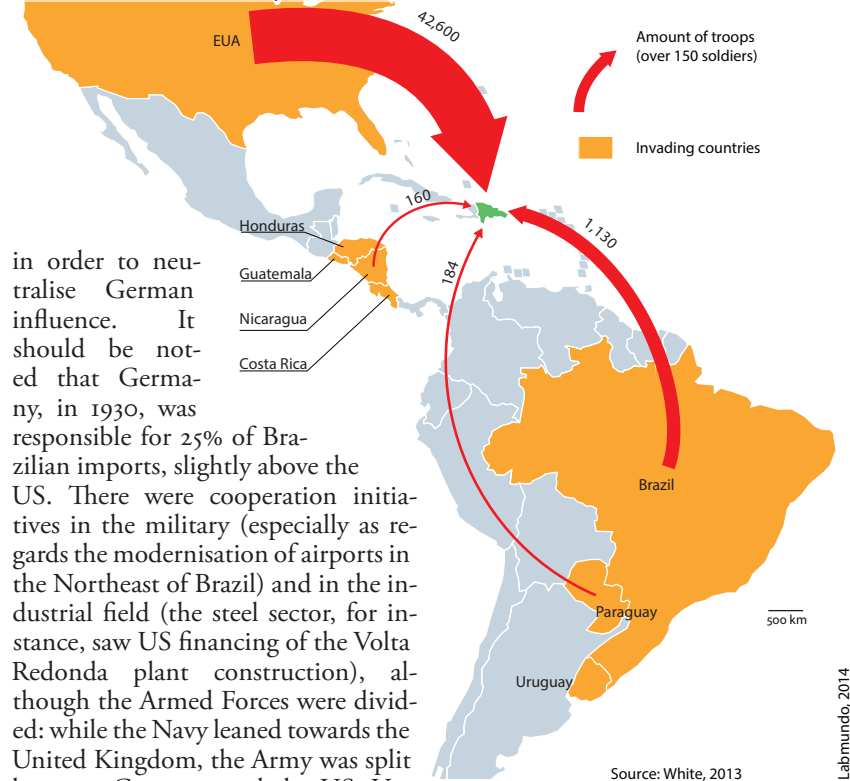 EUA
42,600
Amount of troops
(over 150 soldiers)
Invading countries
160
1,130
184
Honduras
Guatemala
Nicaragua
Costa Rica
Brazil
Paraguay
Uruguay
500 km
Source: White, 2013
Labmundo, 2014
in order to neu-
tralise German
influence. It
should be not-
ed that Germa-
ny, in 1930, was
responsible for 25% of Bra-
zilian imports, slightly above the
US. There were cooperation initia-
tives in the military (especially as re-
gards the modernisation of airports in
the Northeast of Brazil) and in the in-
dustrial field (the steel sector, for in-
stance, saw US financing of the Volta
Redonda plant construction), al-
though the Armed Forces were divid-
ed: while the Navy leaned towards the
United Kingdom, the Army was split